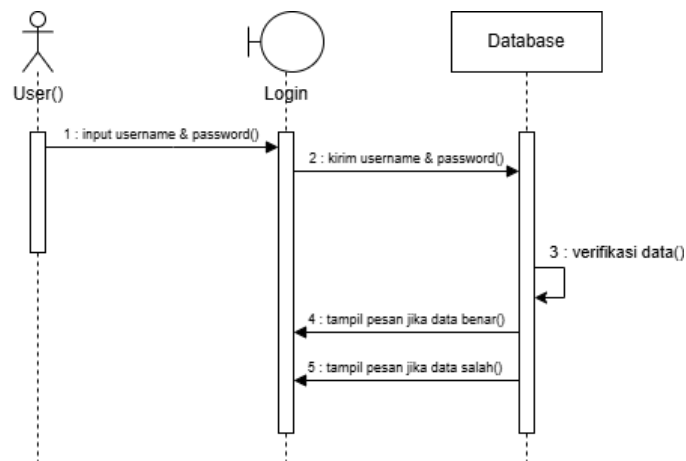 Database
User()
Login
1 : input username & password()
2 : kirim username & password()
3 : verifikasi data()
4 : tampil pesan jika data benar()
5 : tampil pesan jika data salah()